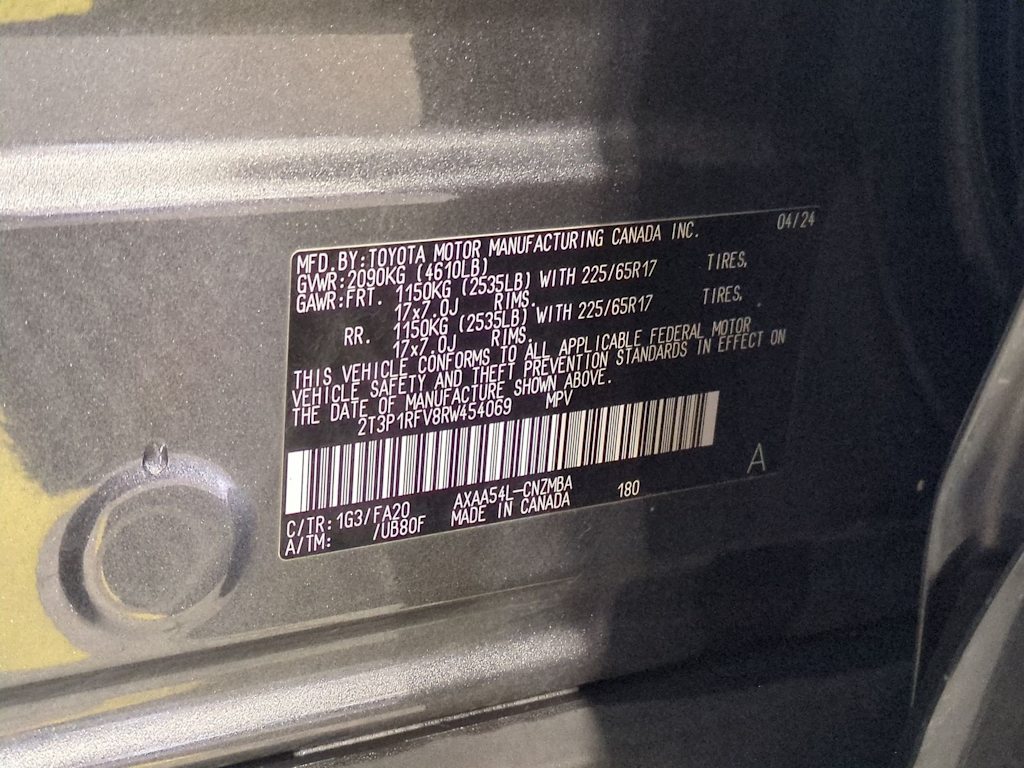 04/24
MFD.BY:TOYOTA MOTOR MANUFACTURING CANADA INC.
GVWR:2090KG (4610LB)
GAWR:FRT. 1150KG (2535LB) WITH 225/65R17 TIRES,
17x7.0J RIMS.
RR. 1150KG (2535LB) WITH 225/65R17 TIRES,
17x7.0J RIMS.
THIS VEHICLE CONFORMS TO ALL APPLICABLE FEDERAL MOTOR
VEHICLE SAFETY AND THEFT PREVENTION STANDARDS IN EFFECT ON
THE DATE OF MANUFACTURE SHOWN ABOVE.
2T3P1RFV8RW454069 MPV
A
C/TR:1G3/FA20 AXAA54L-CNZMBA 180
A/TM: /UB80F MADE IN CANADA